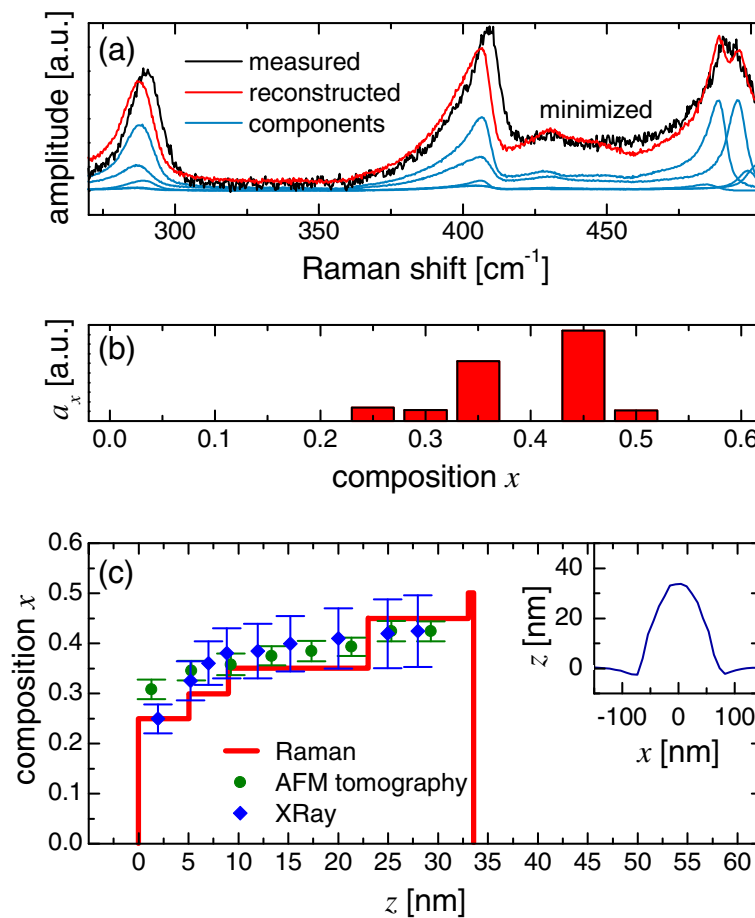 (a)
measured
reconstructed
components
minimized
amplitude [a.u.]
300 350 400 450
Raman shift [cm⁻¹]
(b)
aₓ [a.u.]
0.0 0.1 0.2 0.3 0.4 0.5 0.6
composition x
(c)
composition x
0.6
0.5
0.4
0.3
0.2
0.1
0.0
Raman
AFM tomography
XRay
0 5 10 15 20 25 30 35 40 45 50 55 60
z [nm]
z [nm]
40
20
0
-100 0 100
x [nm]